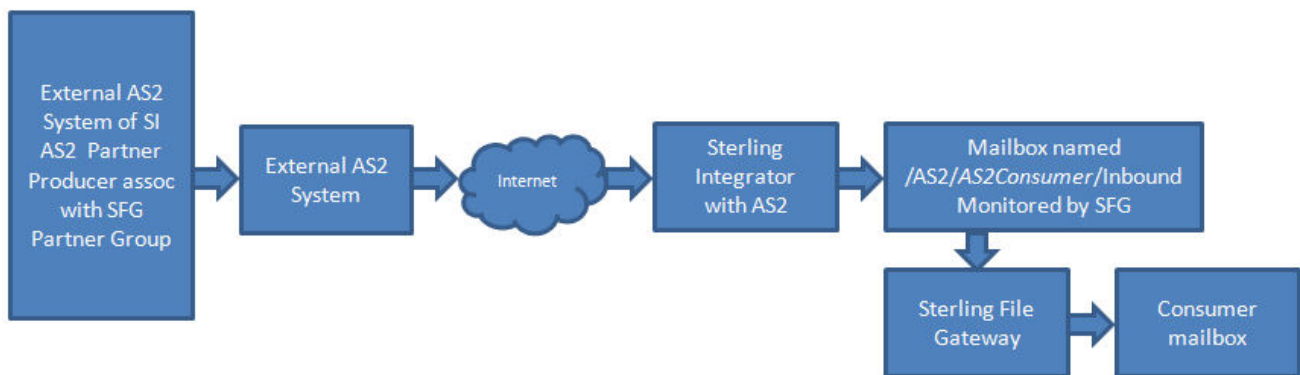 External AS2
System of SI
AS2 Partner
Producer assoc
with SFG
Partner Group
External AS2
System
Internet
Sterling
Integrator
with AS2
Mailbox named
/AS2/AS2Consumer/Inbound
Monitored by SFG
Sterling File
Gateway
Consumer
mailbox